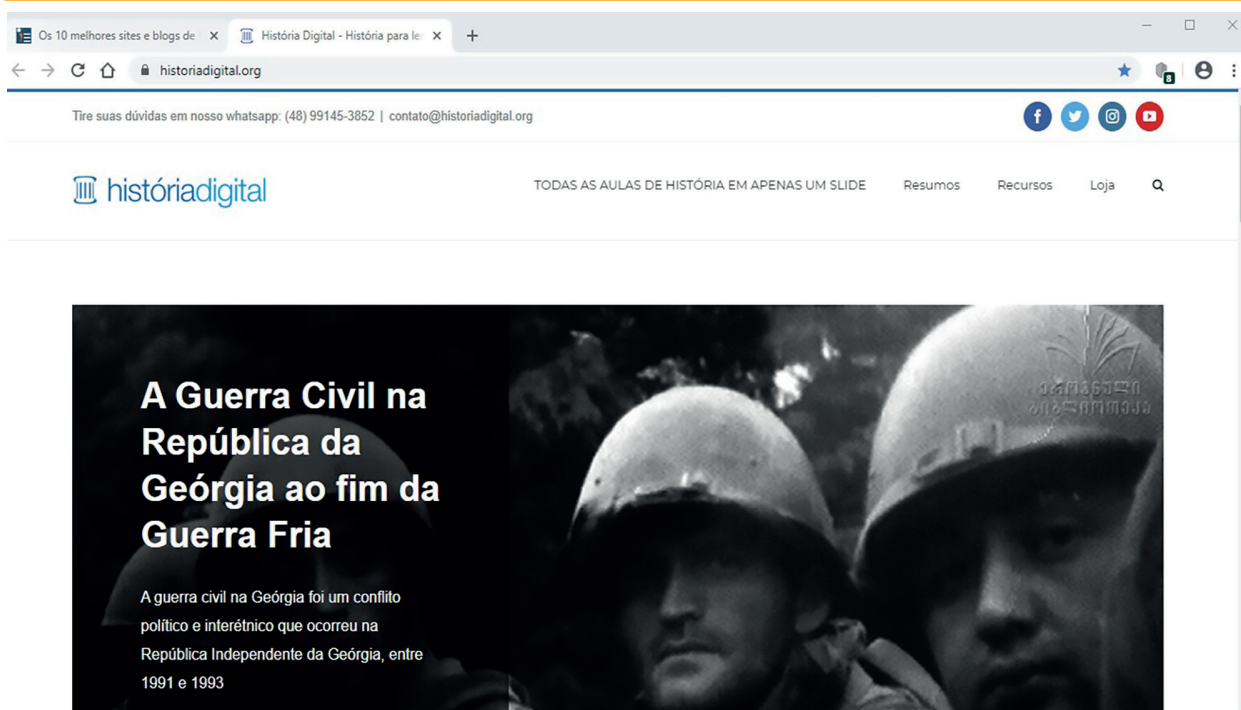 Os 10 melhores sites e blogs de
História Digital - História para le
historiadigital.org
8
Tire suas dúvidas em nosso whatsapp: (48) 99145-3852 | contato@historiadigital.org
históriadigital
TODAS AS AULAS DE HISTÓRIA EM APENAS UM SLIDE Resumos Recursos Loja
ეროვნული
ბიბლიოთეკა
A Guerra Civil na
República da
Geórgia ao fim da
Guerra Fria
A guerra civil na Geórgia foi um conflito
político e interétnico que ocorreu na
República Independente da Geórgia, entre
1991 e 1993